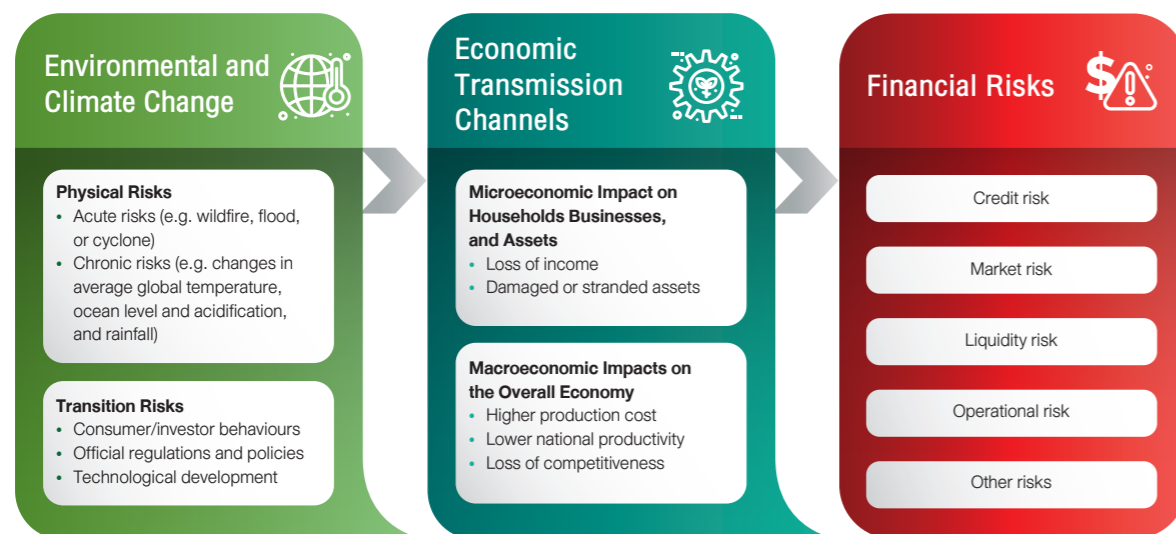 Environmental and
Climate Change
Physical Risks
• Acute risks (e.g. wildfire, flood,
or cyclone)
• Chronic risks (e.g. changes in
average global temperature,
ocean level and acidification,
and rainfall)
Transition Risks
• Consumer/investor behaviours
• Official regulations and policies
• Technological development
Economic
Transmission
Channels
Microeconomic Impact on
Households Businesses,
and Assets
• Loss of income
• Damaged or stranded assets
Macroeconomic Impacts on
the Overall Economy
• Higher production cost
• Lower national productivity
• Loss of competitiveness
Financial Risks
$
Credit risk
Market risk
Liquidity risk
Operational risk
Other risks